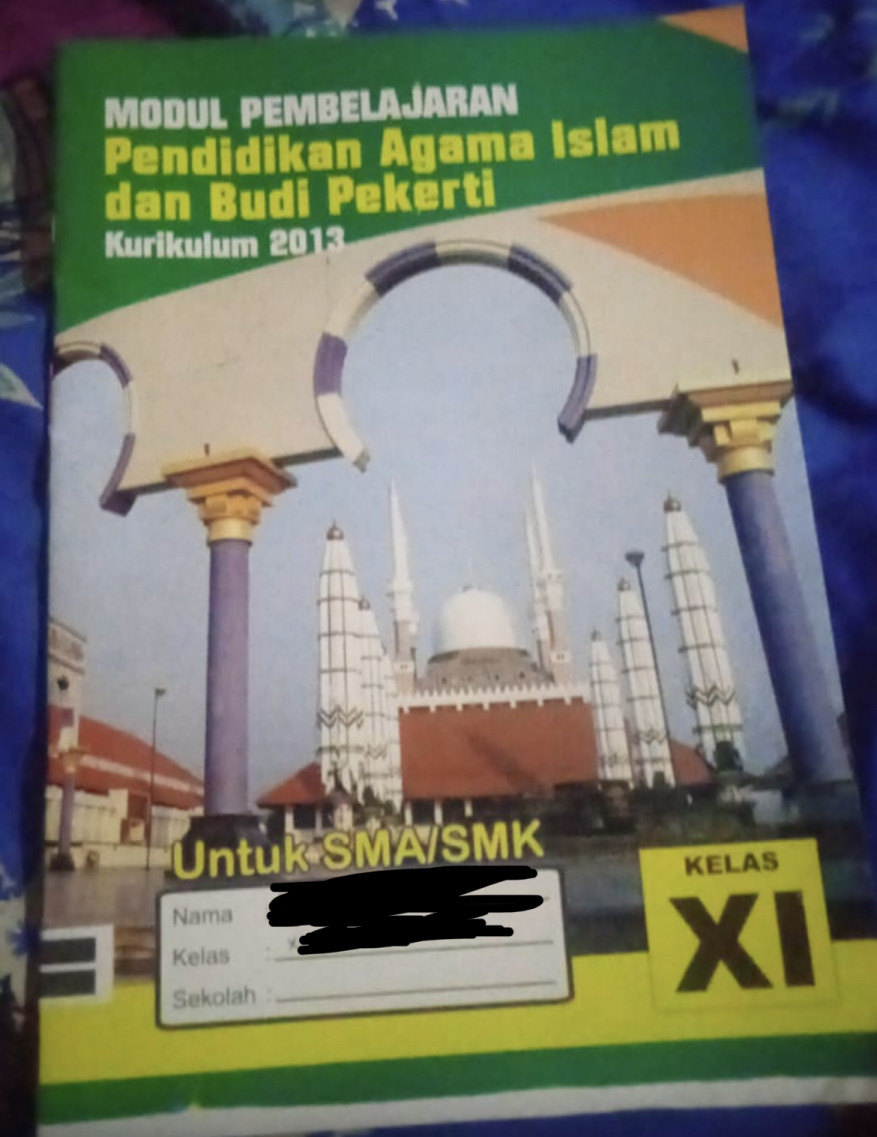 MODUL PEMBELAJARAN
Pendidikan Agama Islam
dan Budi Pekerti
Kurikulum 2013
Untuk SMA/SMK
Nama
Kelas :
Sekolah :
KELAS
XI